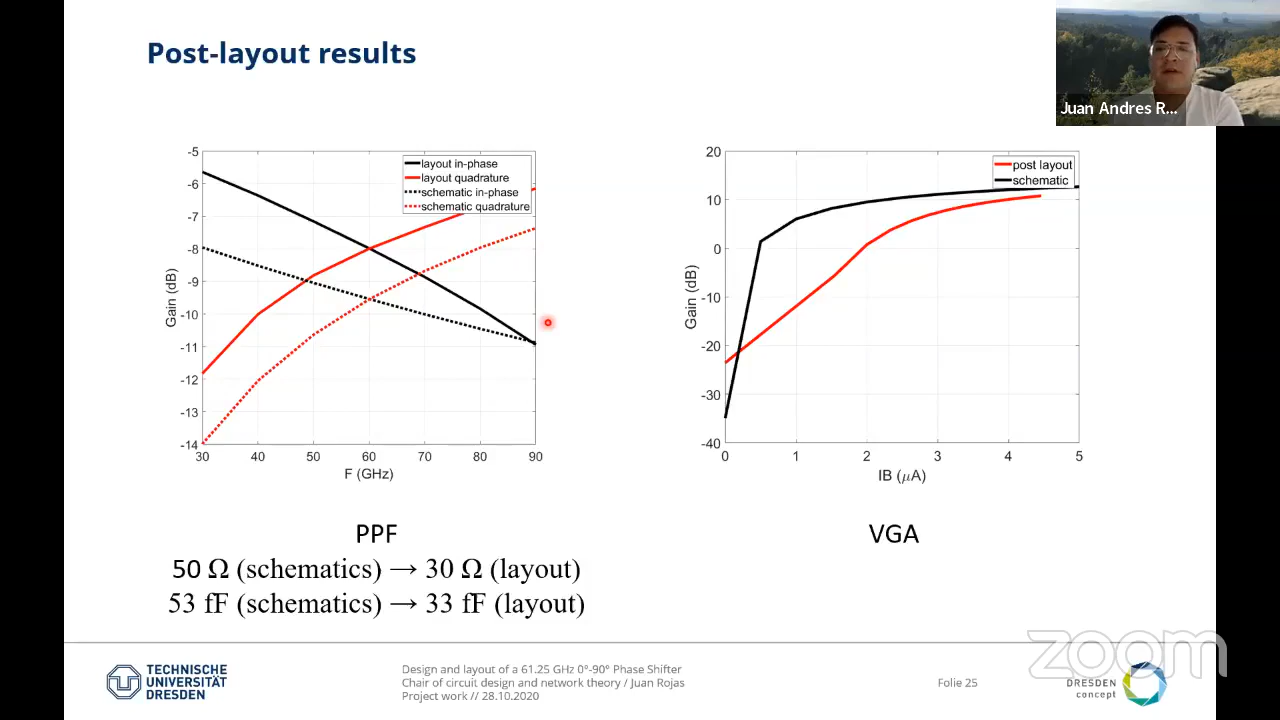 Post-layout results
Juan Andres R...
-5
-6
-7
-8
-9
-10
-11
-12
-13
-14
Gain (dB)
30 40 50 60 70 80 90
F (GHz)
layout in-phase
layout quadrature
schematic in-phase
schematic quadrature
20
10
0
-10
-20
-30
-40
Gain (dB)
0 1 2 3 4 5
IB (μA)
post layout
schematic
PPF
50 Ω (schematics) → 30 Ω (layout)
53 fF (schematics) → 33 fF (layout)
VGA
TECHNISCHE
UNIVERSITÄT
DRESDEN
Design and layout of a 61.25 GHz 0°-90° Phase Shifter
Chair of circuit design and network theory / Juan Rojas
Project work // 28.10.2020
Folie 25
DRESDEN
concept
zoom